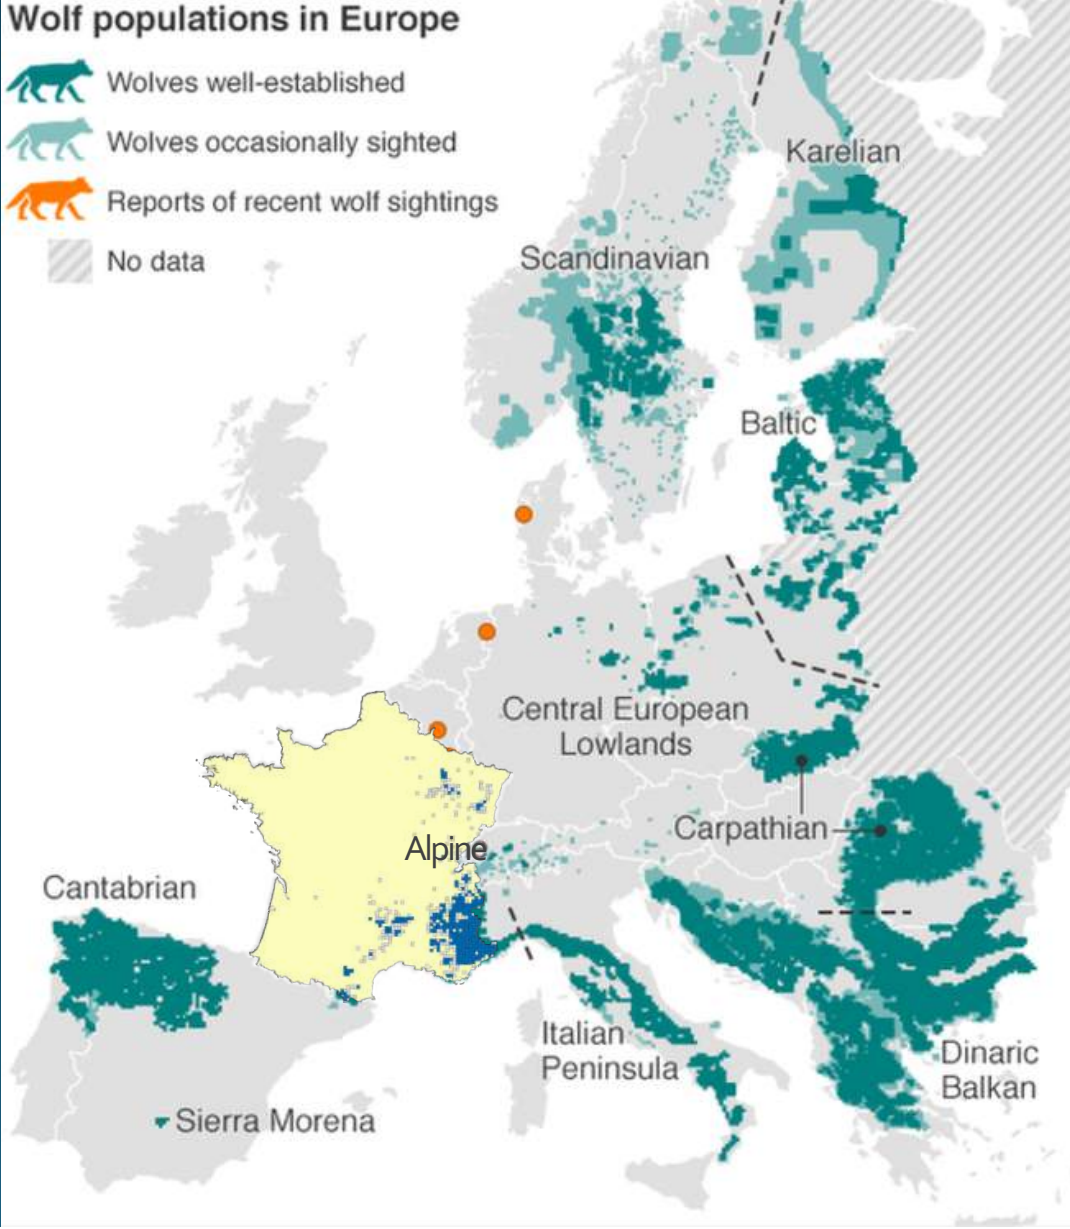 Wolf populations in Europe
Wolves well-established
Wolves occasionally sighted
Reports of recent wolf sightings
No data
Karelian
Scandinavian
Baltic
Central European
Lowlands
Carpathian
Alpine
Cantabrian
Italian
Peninsula
Dinaric
Balkan
Sierra Morena